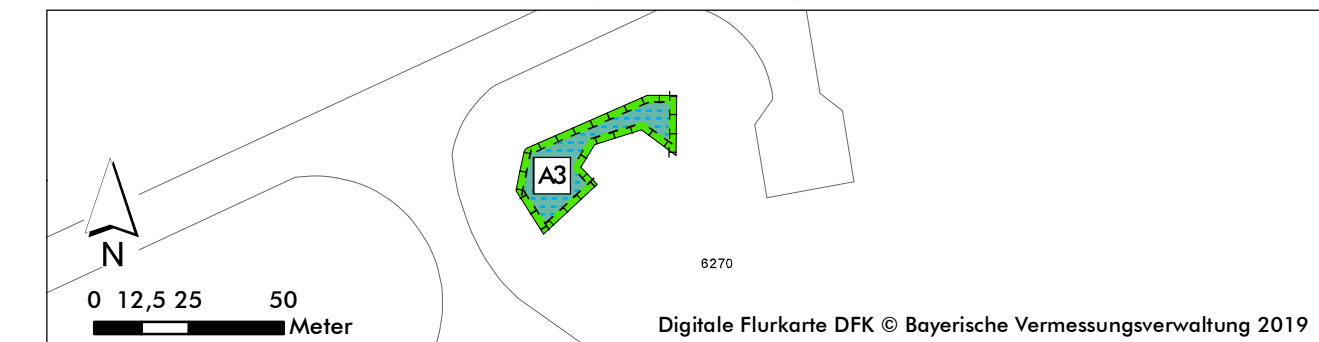 A3
6270
N
0 12,5 25 50
Meter
Digitale Flurkarte DFK © Bayerische Vermessungsverwaltung 2019